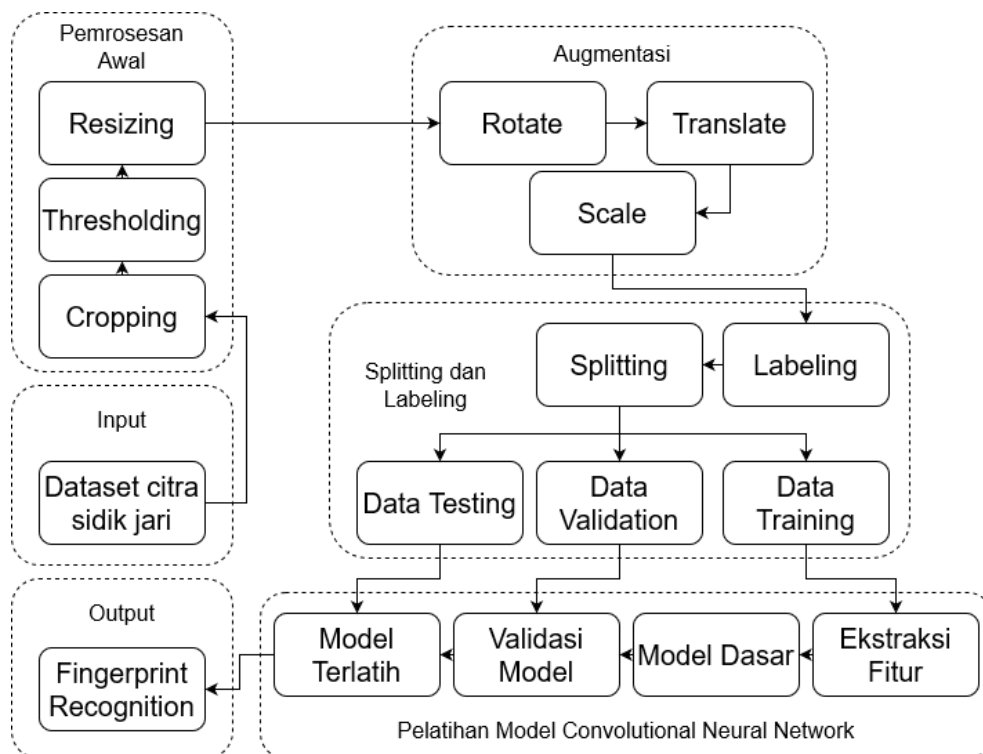 Pemrosesan
Awal
Resizing
Thresholding
Cropping
Input
Dataset citra
sidik jari
Output
Fingerprint
Recognition
Augmentasi
Rotate
Translate
Scale
Splitting dan
Labeling
Splitting
Labeling
Data Testing
Data
Validation
Data
Training
Model
Terlatih
Validasi
Model
Model Dasar
Ekstraksi
Fitur
Pelatihan Model Convolutional Neural Network